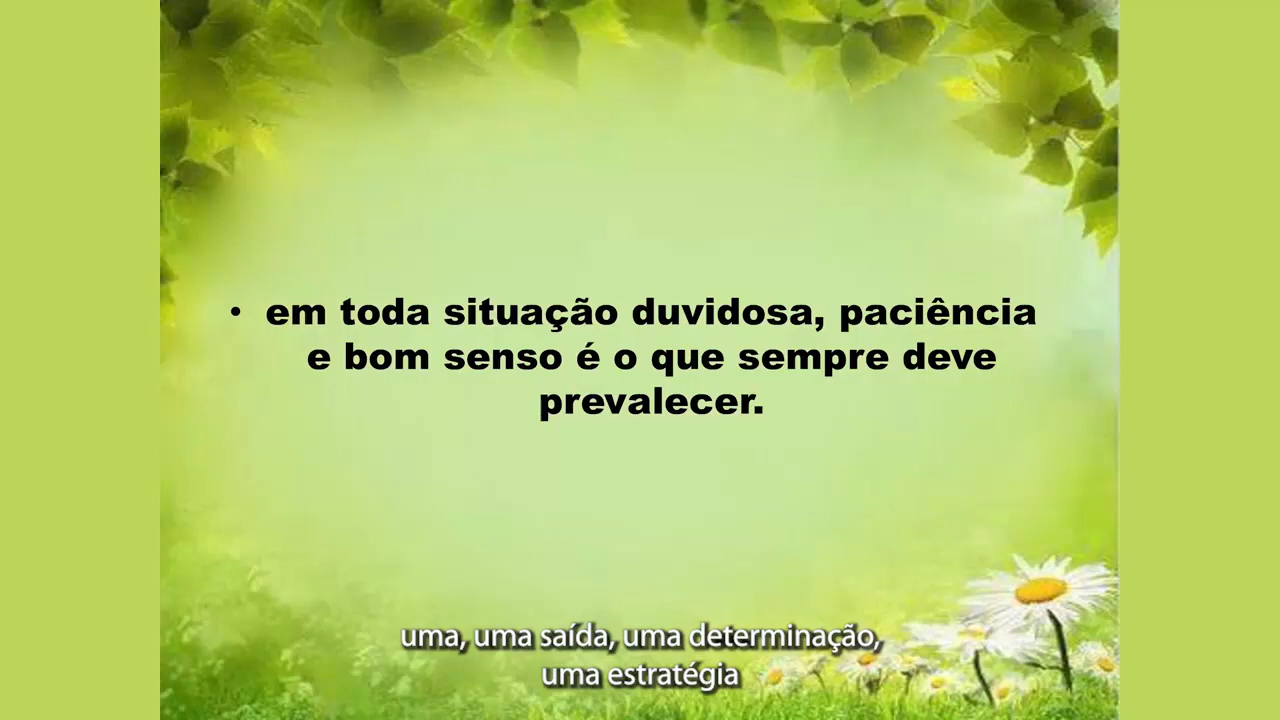 • em toda situação duvidosa, paciência
e bom senso é o que sempre deve
prevalecer.
uma, uma saída, uma determinação,
uma estratégia